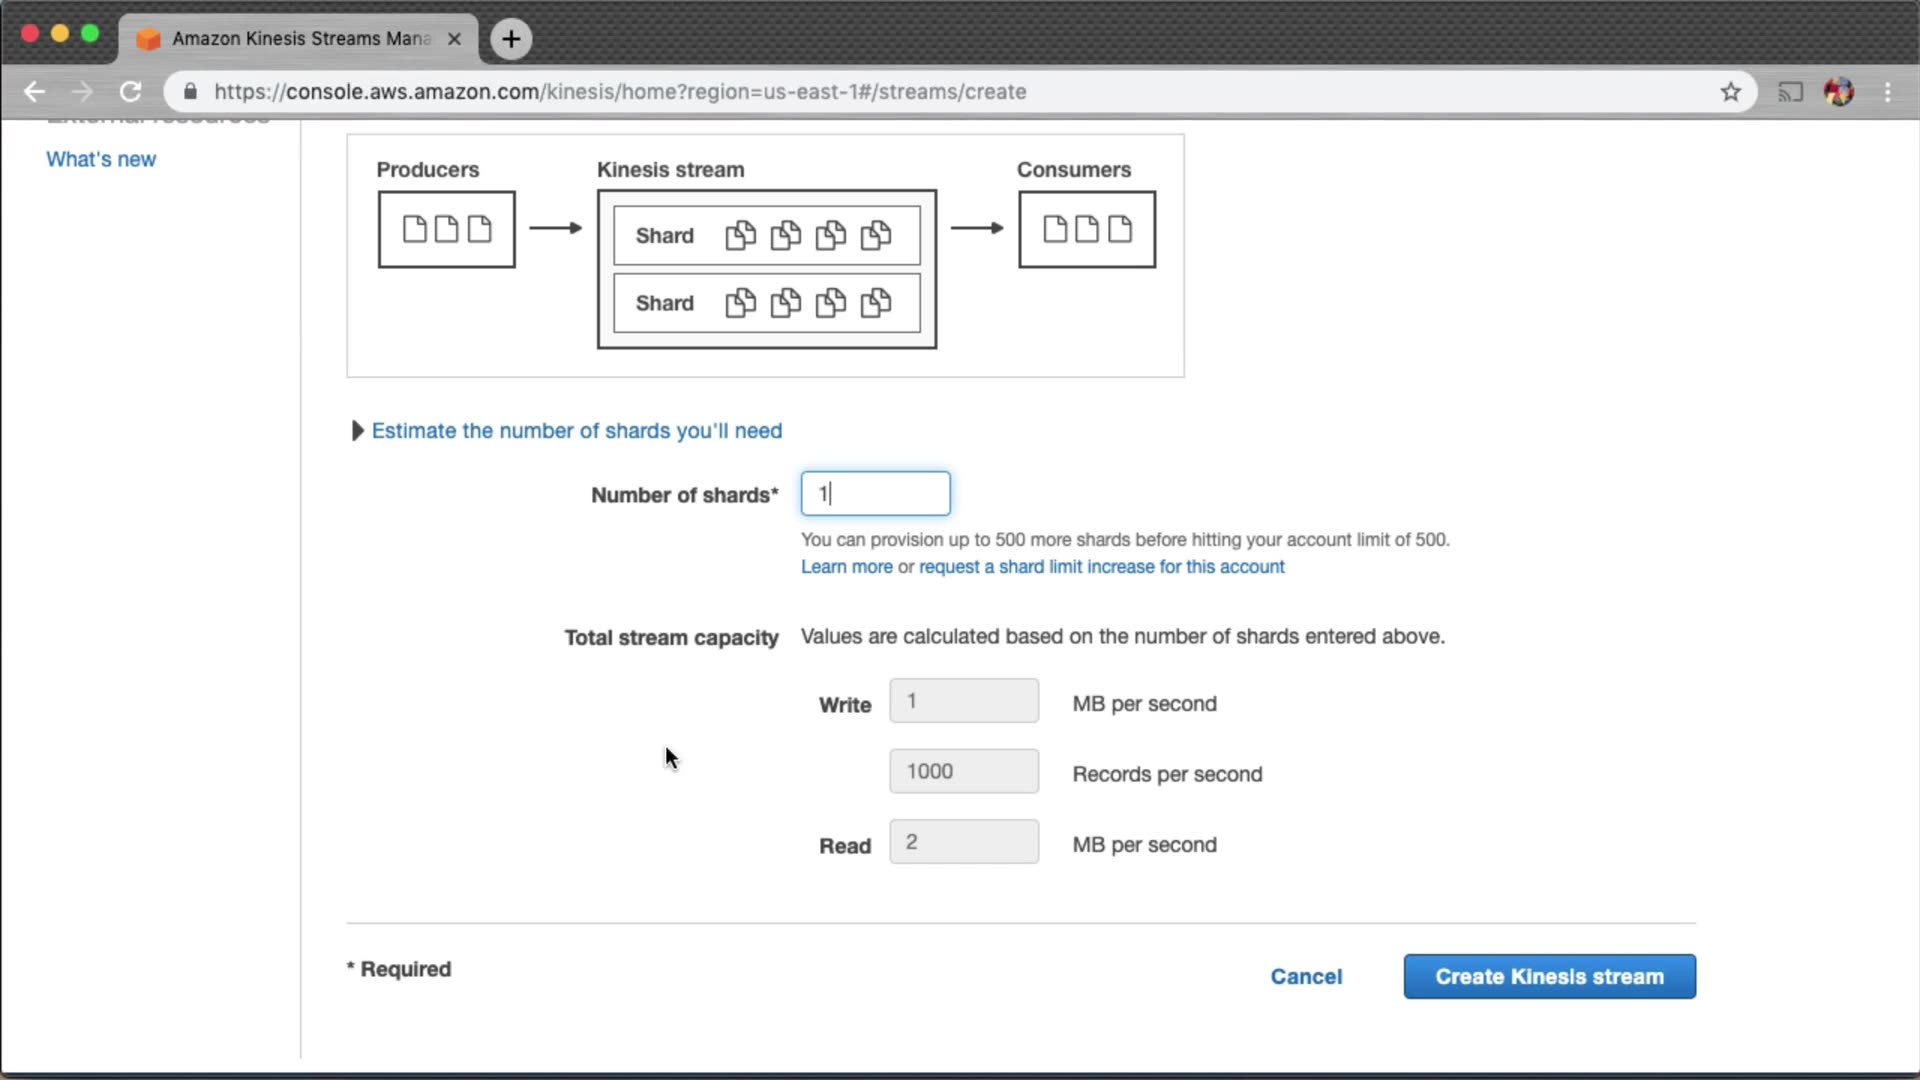 Amazon Kinesis Streams Mana
https://console.aws.amazon.com/kinesis/home?region=us-east-1#/streams/create
External resources
What's new
Producers
Kinesis stream
Consumers
Shard
Shard
Estimate the number of shards you'll need
Number of shards* 1
You can provision up to 500 more shards before hitting your account limit of 500.
Learn more or request a shard limit increase for this account
Total stream capacity Values are calculated based on the number of shards entered above.
Write 1 MB per second
1000 Records per second
Read 2 MB per second
* Required
Cancel
Create Kinesis stream